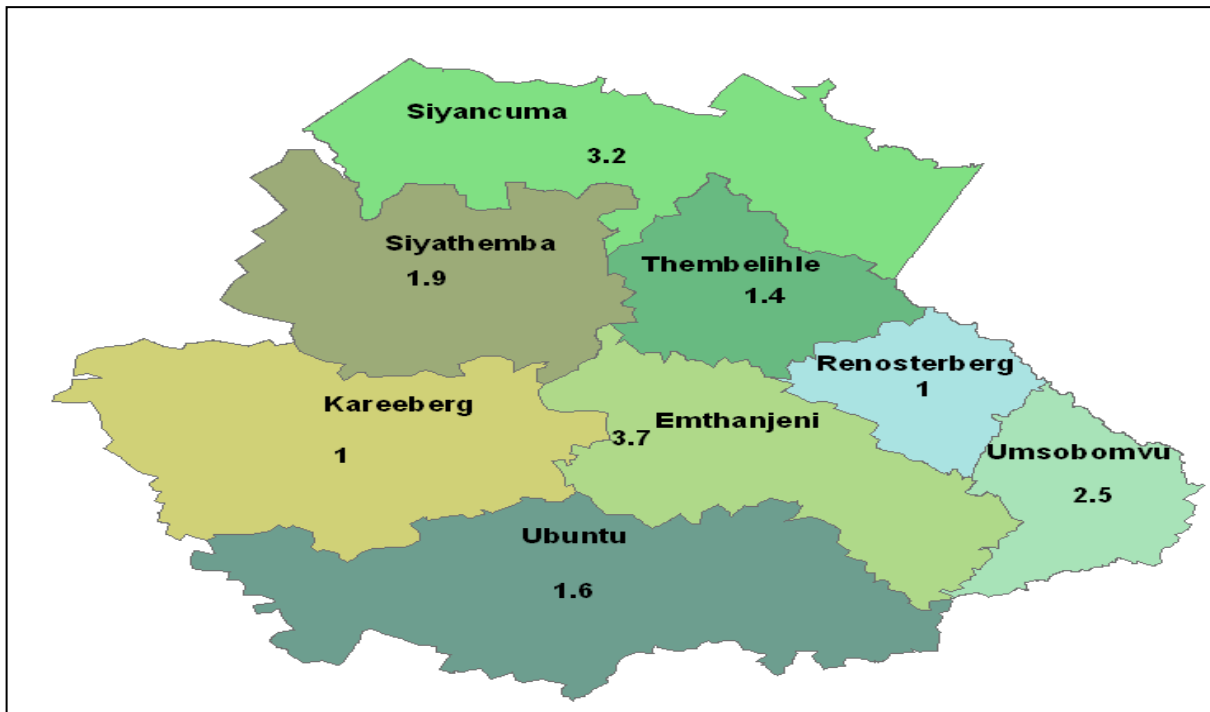 Siyancuma
3.2
Siyathemba
1.9
Thembelihle
1.4
Renosterberg
1
Kareeberg
1
Emthanjeni
3.7
Umsobomvu
2.5
Ubuntu
1.6